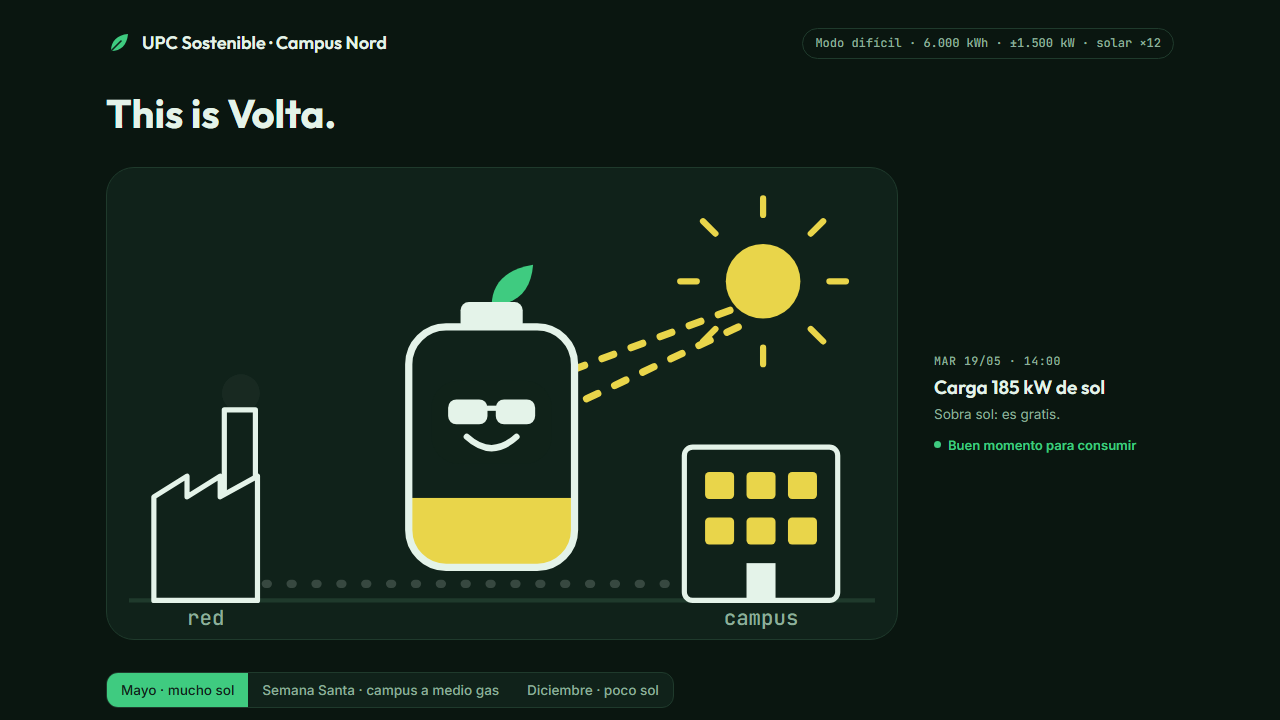 UPC Sostenible · Campus Nord
Modo difícil · 6.000 kWh · ±1.500 kW · solar ×12
This is Volta.
MAR 19/05 · 14:00
Carga 185 kW de sol
Sobra sol: es gratis.
Buen momento para consumir
red
campus
Mayo · mucho sol
Semana Santa · campus a medio gas
Diciembre · poco sol